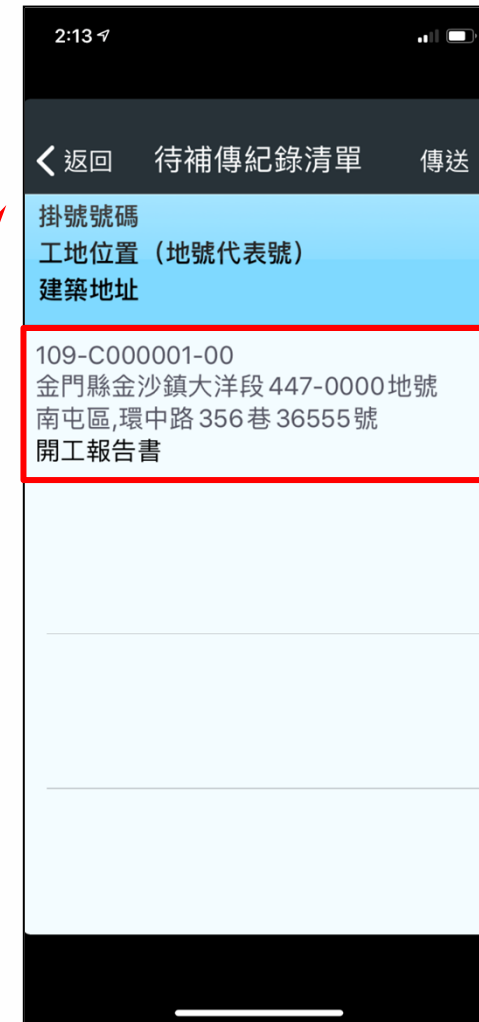 2:13
返回 待補傳紀錄清單 傳送
掛號號碼
工地位置（地號代表號）
建築地址
109-C000001-00
金門縣金沙鎮大洋段447-0000地號
南屯區,環中路356巷36555號
開工報告書